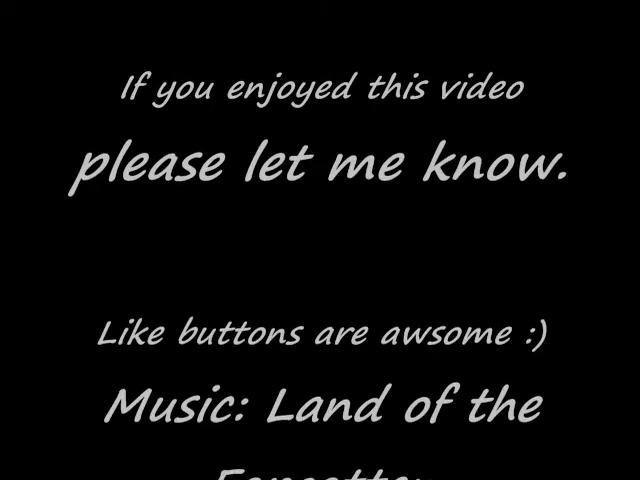 If you enjoyed this video
please let me know.
Like buttons are awsome :)
Music: Land of the